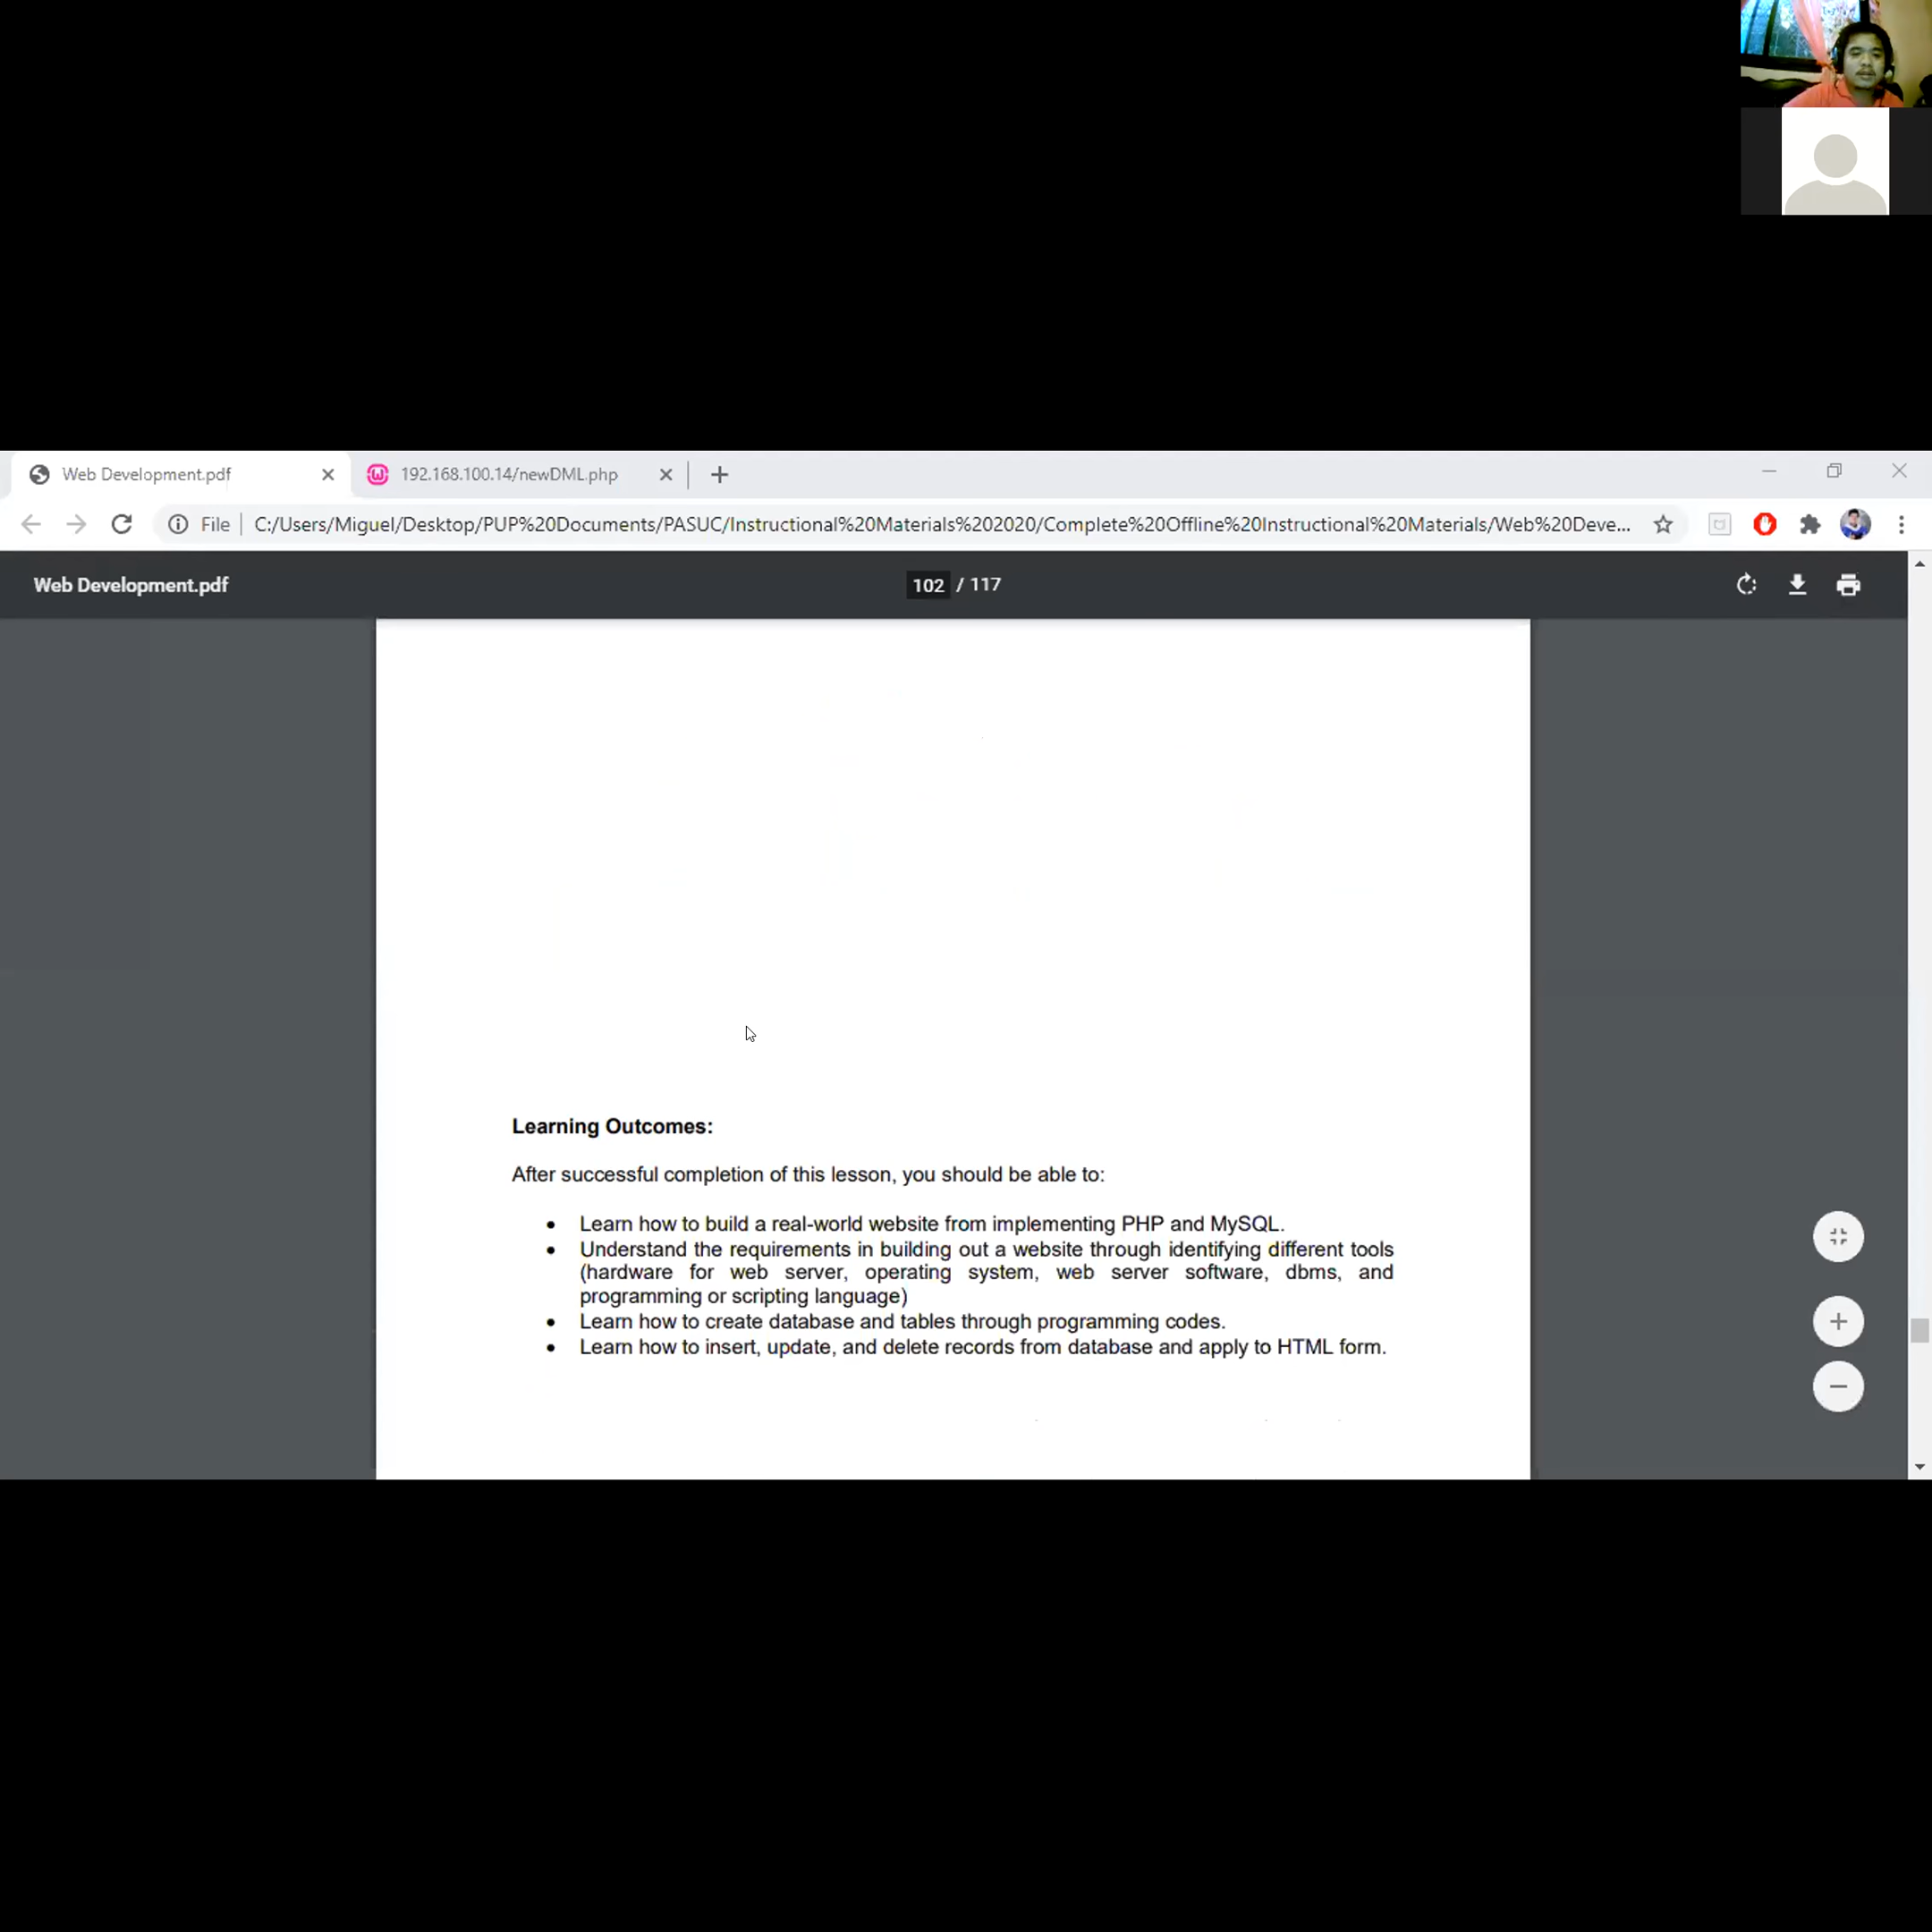 Web Development.pdf
192.168.100.14/newDML.php
File
C:/Users/Miguel/Desktop/PUP%20Documents/PASUC/Instructional%20Materials%202020/Complete%20Offline%20Instructional%20Materials/Web%20Deve...
Web Development.pdf
102 / 117
Learning Outcomes:
After successful completion of this lesson, you should be able to:
• Learn how to build a real-world website from implementing PHP and MySQL.
• Understand the requirements in building out a website through identifying different tools
(hardware for web server, operating system, web server software, dbms, and
programming or scripting language)
• Learn how to create database and tables through programming codes.
• Learn how to insert, update, and delete records from database and apply to HTML form.